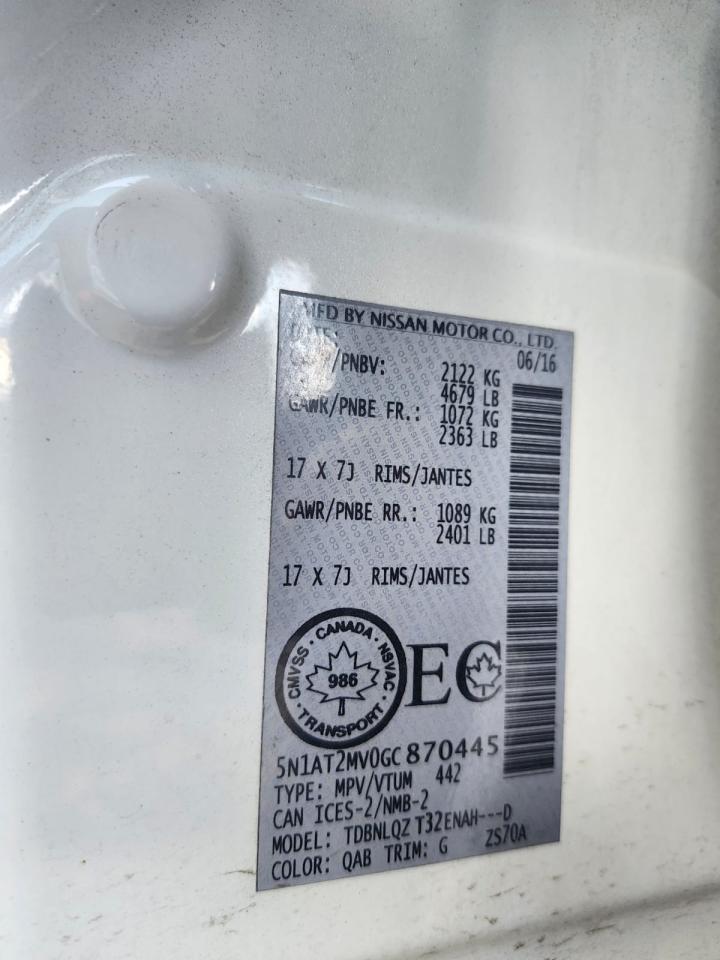 MFD BY NISSAN MOTOR CO., LTD.
DATE: 06/16
/PNBV: 2122 KG
4679 LB
GAWR/PNBE FR.: 1072 KG
2363 LB
17 X 7J RIMS/JANTES
GAWR/PNBE RR.: 1089 KG
2401 LB
17 X 7J RIMS/JANTES
CMVSS · CANADA · NSVAC · TRANSPORT ·
986
EC
5N1AT2MV0GC870445
TYPE: MPV/VTUM 442
CAN ICES-2/NMB-2
MODEL: TDBNLQZ T32ENAH---D
COLOR: QAB TRIM: G ZS70A